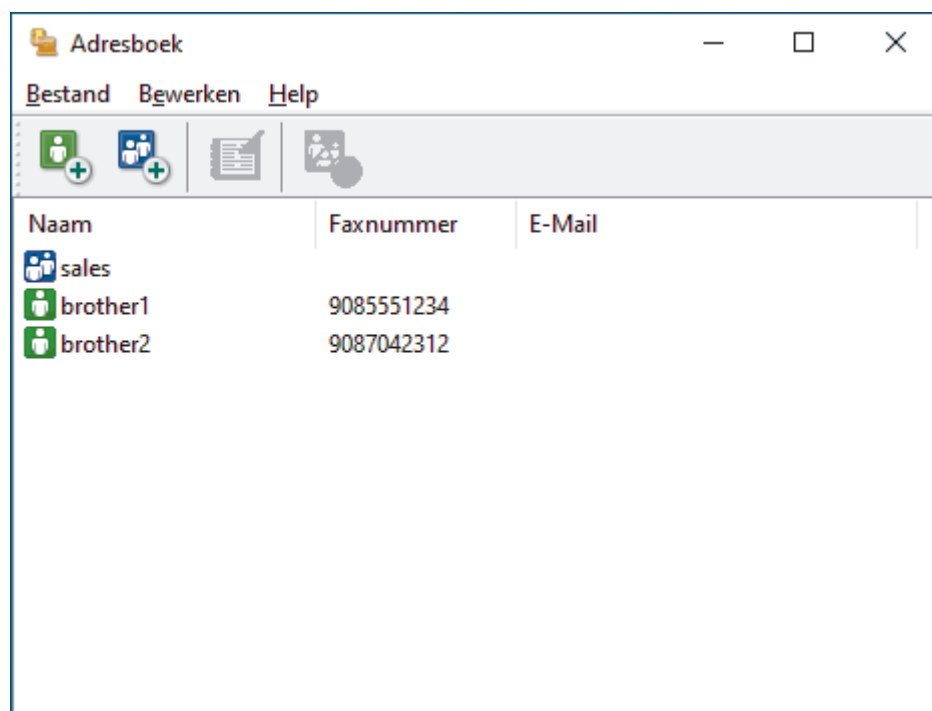 Adresboek
Bestand Bewerken Help
Naam Faxnummer E-Mail
sales
brother1 9085551234
brother2 9087042312